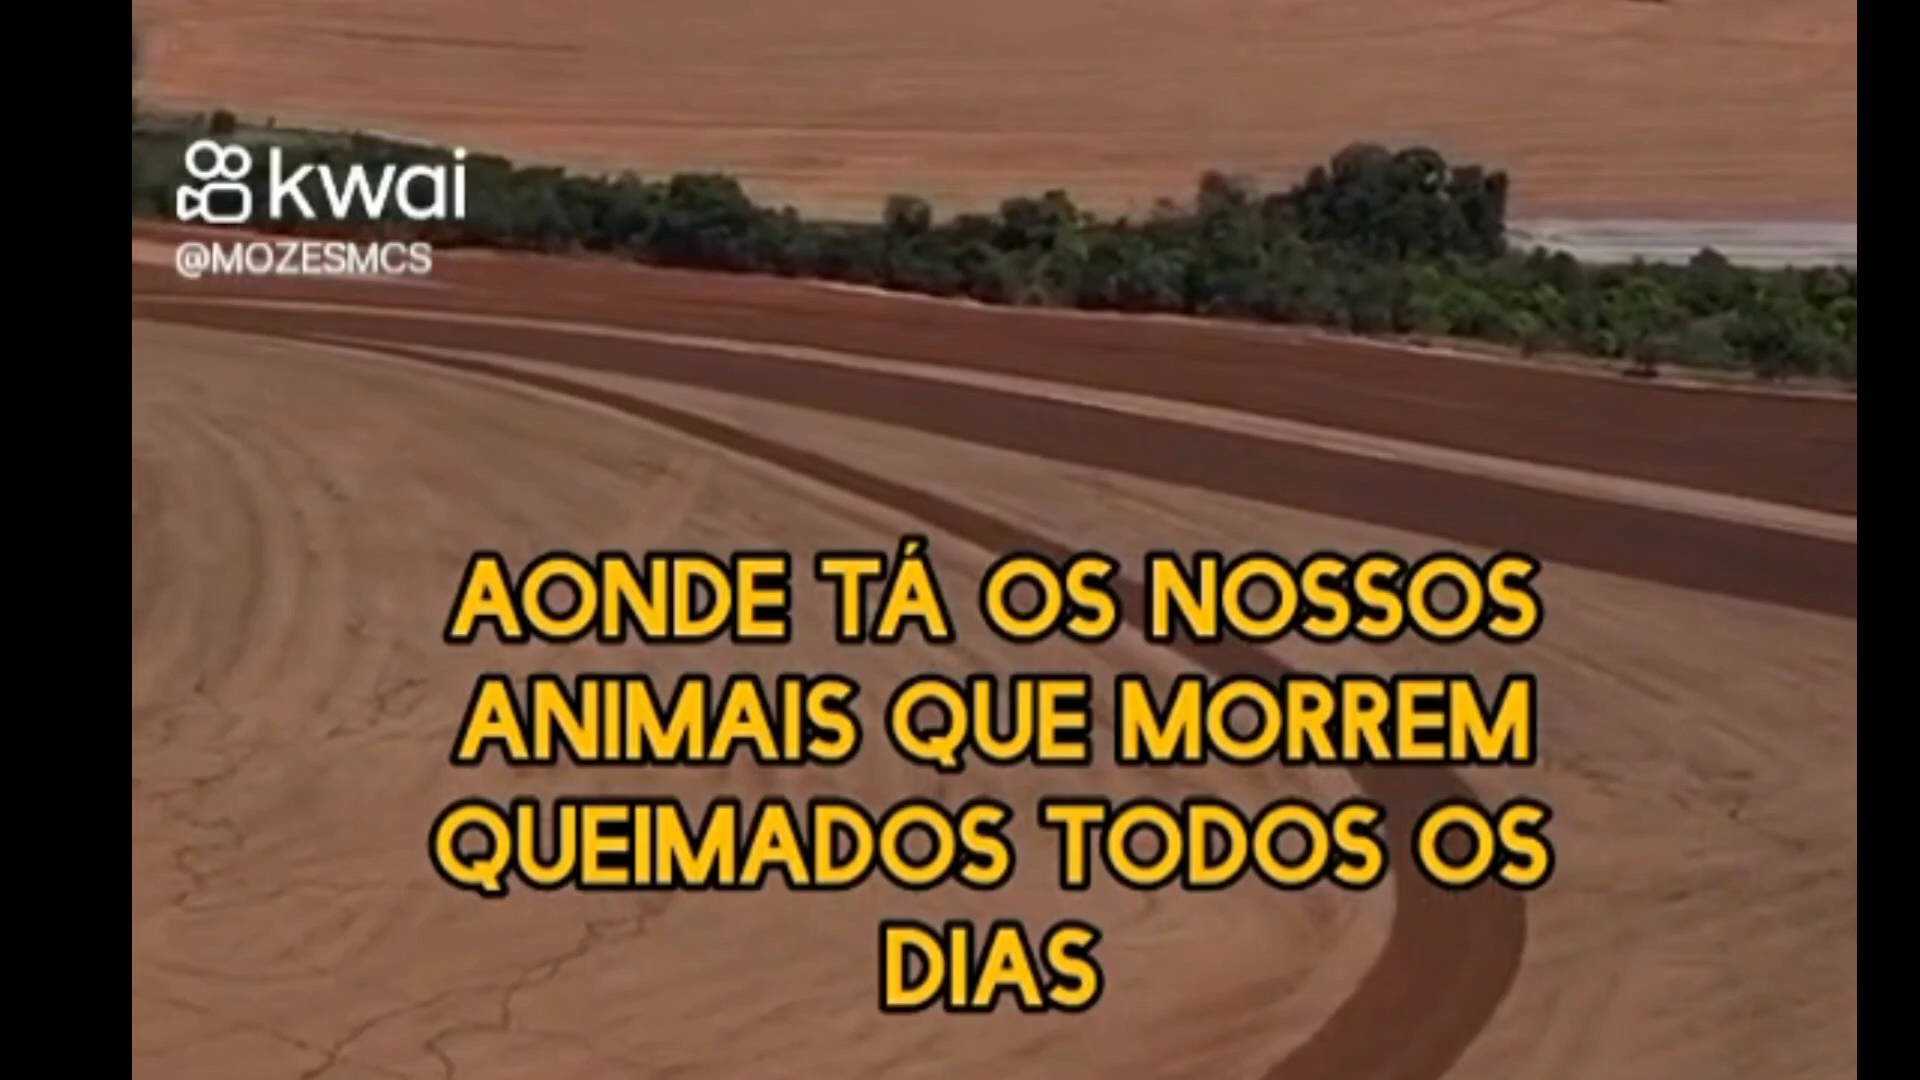 kwai
@MOZESMCS
AONDE TÁ OS NOSSOS
ANIMAIS QUE MORREM
QUEIMADOS TODOS OS
DIAS